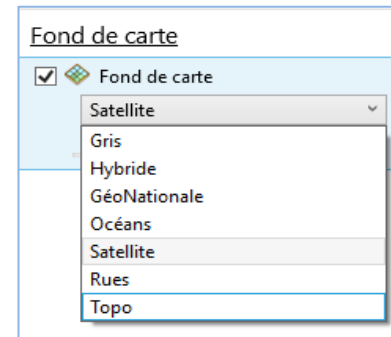 Fond de carte
Fond de carte
Satellite
Gris
Hybride
GéoNationale
Océans
Satellite
Rues
Topo